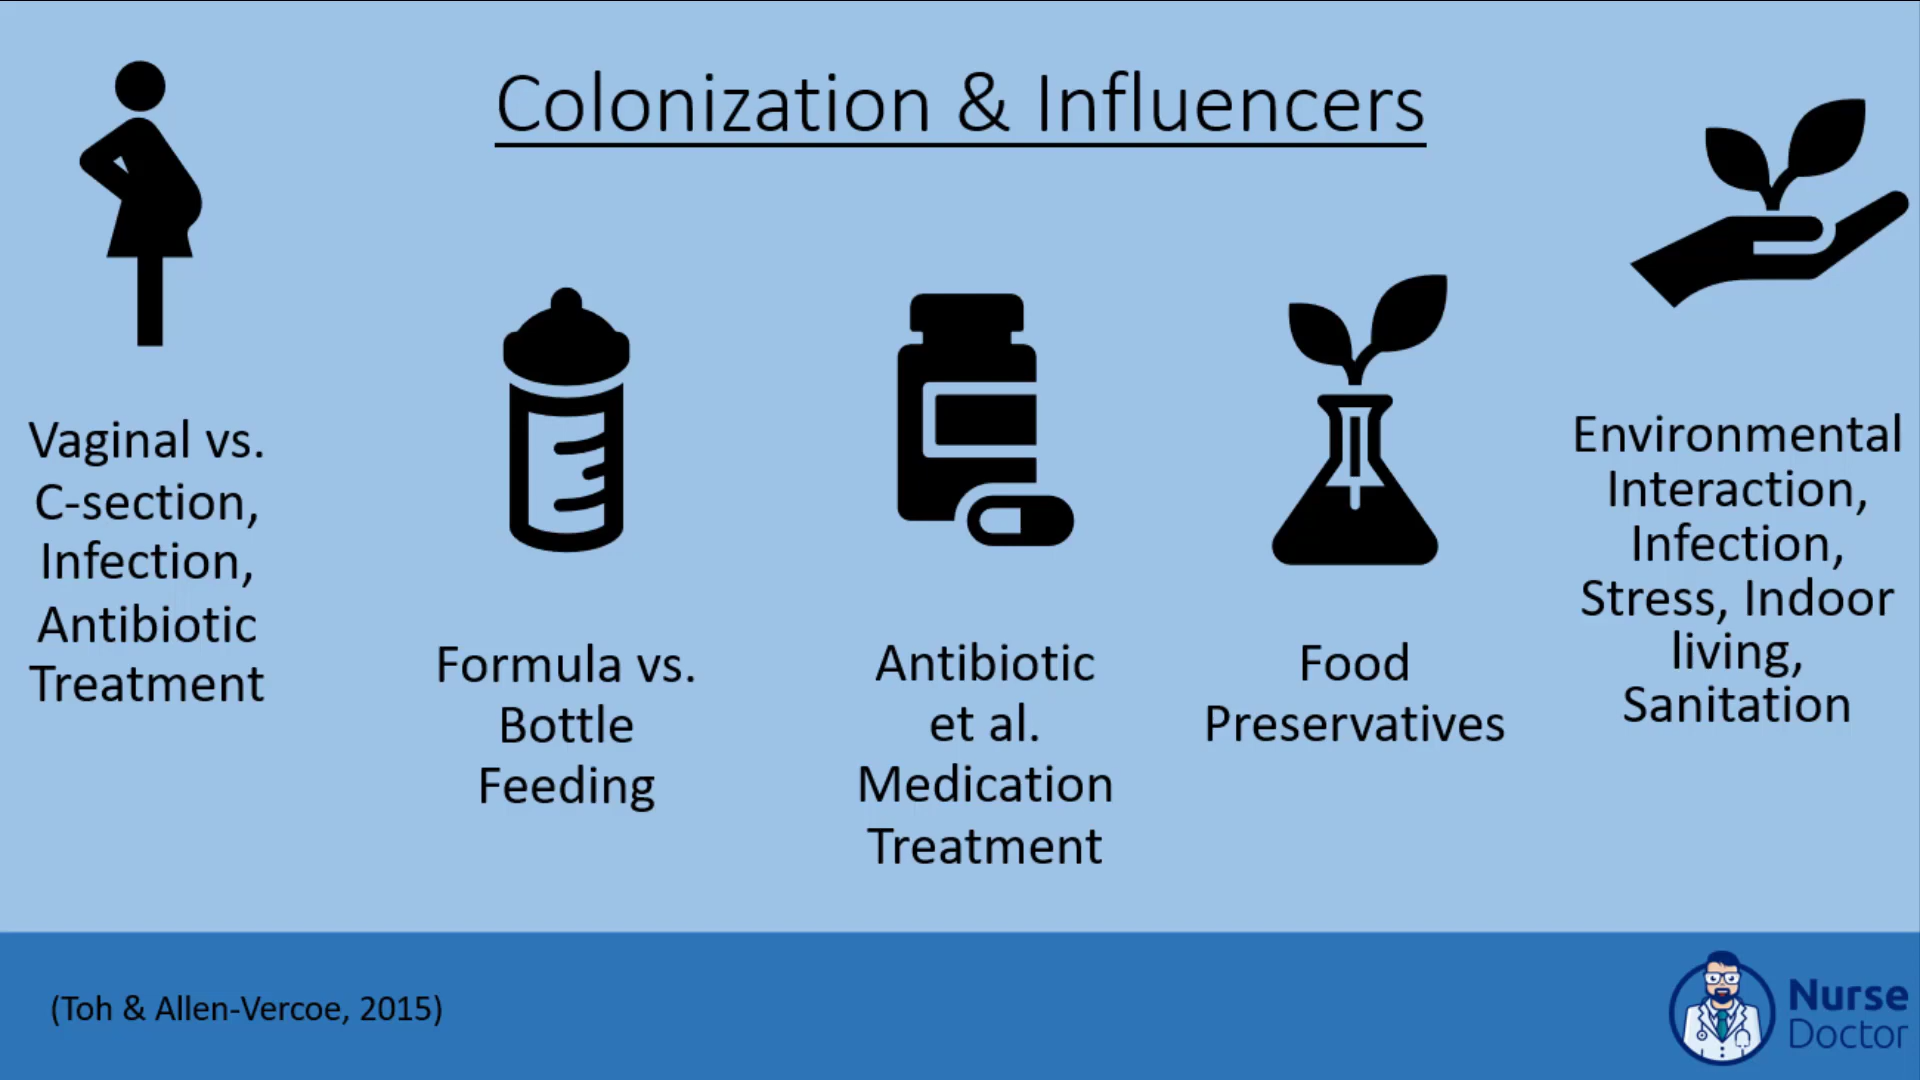 Colonization & Influencers
Vaginal vs.
C-section,
Infection,
Antibiotic
Treatment
Formula vs.
Bottle
Feeding
Antibiotic
et al.
Medication
Treatment
Food
Preservatives
Environmental
Interaction,
Infection,
Stress, Indoor
living,
Sanitation
(Toh & Allen-Vercoe, 2015)
Nurse
Doctor